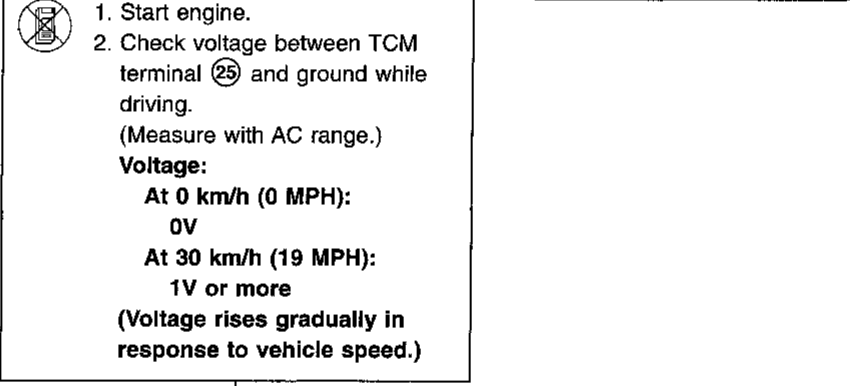 1. Start engine.
2. Check voltage between TCM
terminal ㉕ and ground while
driving.
(Measure with AC range.)
Voltage:
At 0 km/h (0 MPH):
0V
At 30 km/h (19 MPH):
1V or more
(Voltage rises gradually in
response to vehicle speed.)